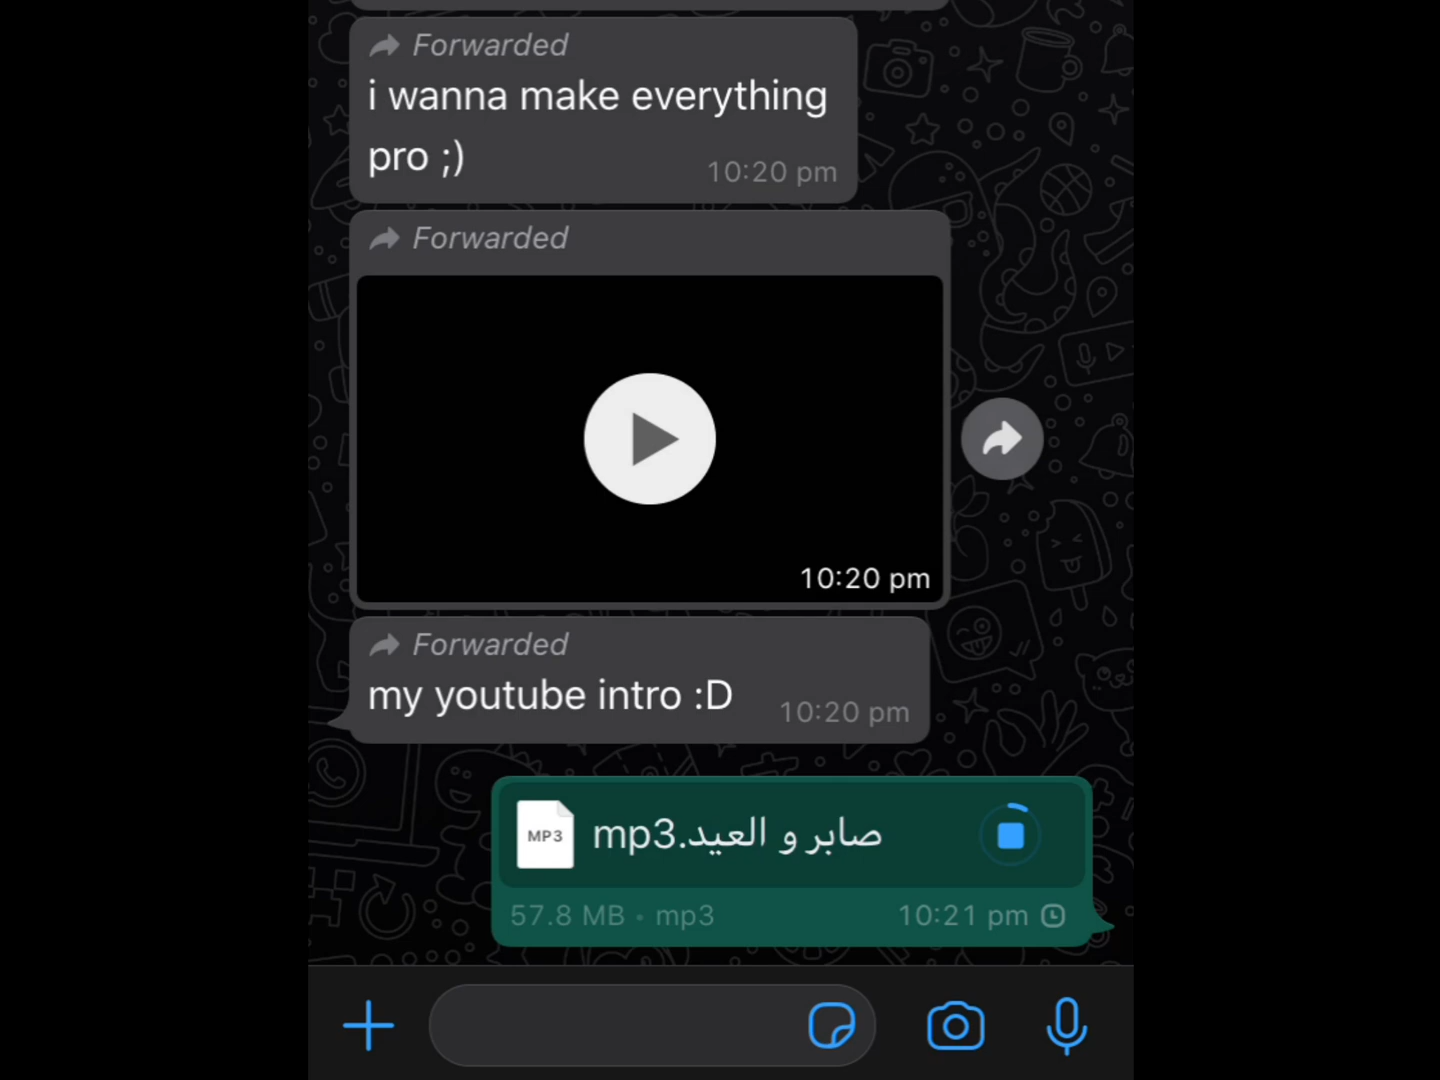 Forwarded
i wanna make everything
pro ;)
10:20 pm
Forwarded
10:20 pm
Forwarded
my youtube intro :D
10:20 pm
MP3
صابر و العيد.mp3
57.8 MB • mp3
10:21 pm